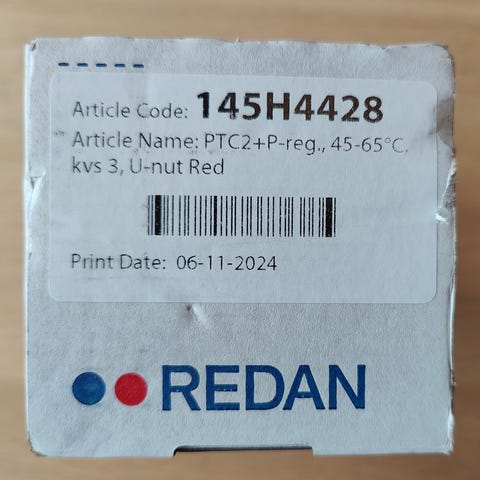 Article Code: 145H4428
Article Name: PTC2+P-reg., 45-65°C,
kvs 3, U-nut Red
Print Date: 06-11-2024
REDAN